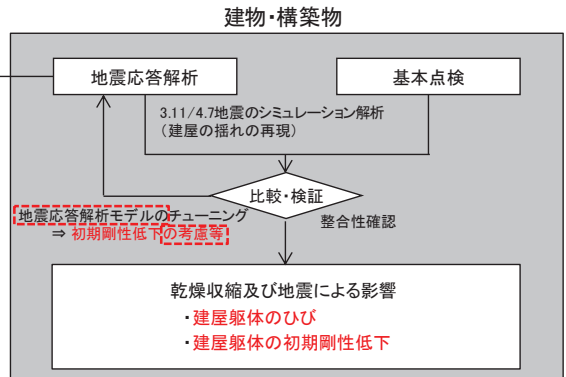 建物・構築物
地震応答解析
基本点検
3.11/4.7地震のシミュレーション解析
（建屋の揺れの再現）
比較・検証
地震応答解析モデルのチューニング
⇒ 初期剛性低下の考慮等
整合性確認
乾燥収縮及び地震による影響
・建屋躯体のひび
・建屋躯体の初期剛性低下